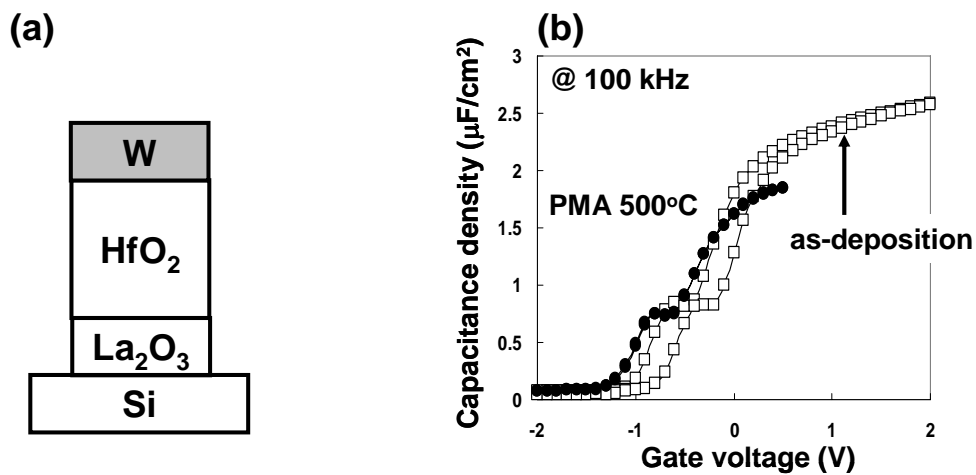 (a)
W
HfO₂
La₂O₃
Si
(b)
Capacitance density (μF/cm²)
3
2.5
2
1.5
1
0.5
0
@ 100 kHz
PMA 500ºC
as-deposition
-2
-1
0
1
2
Gate voltage (V)